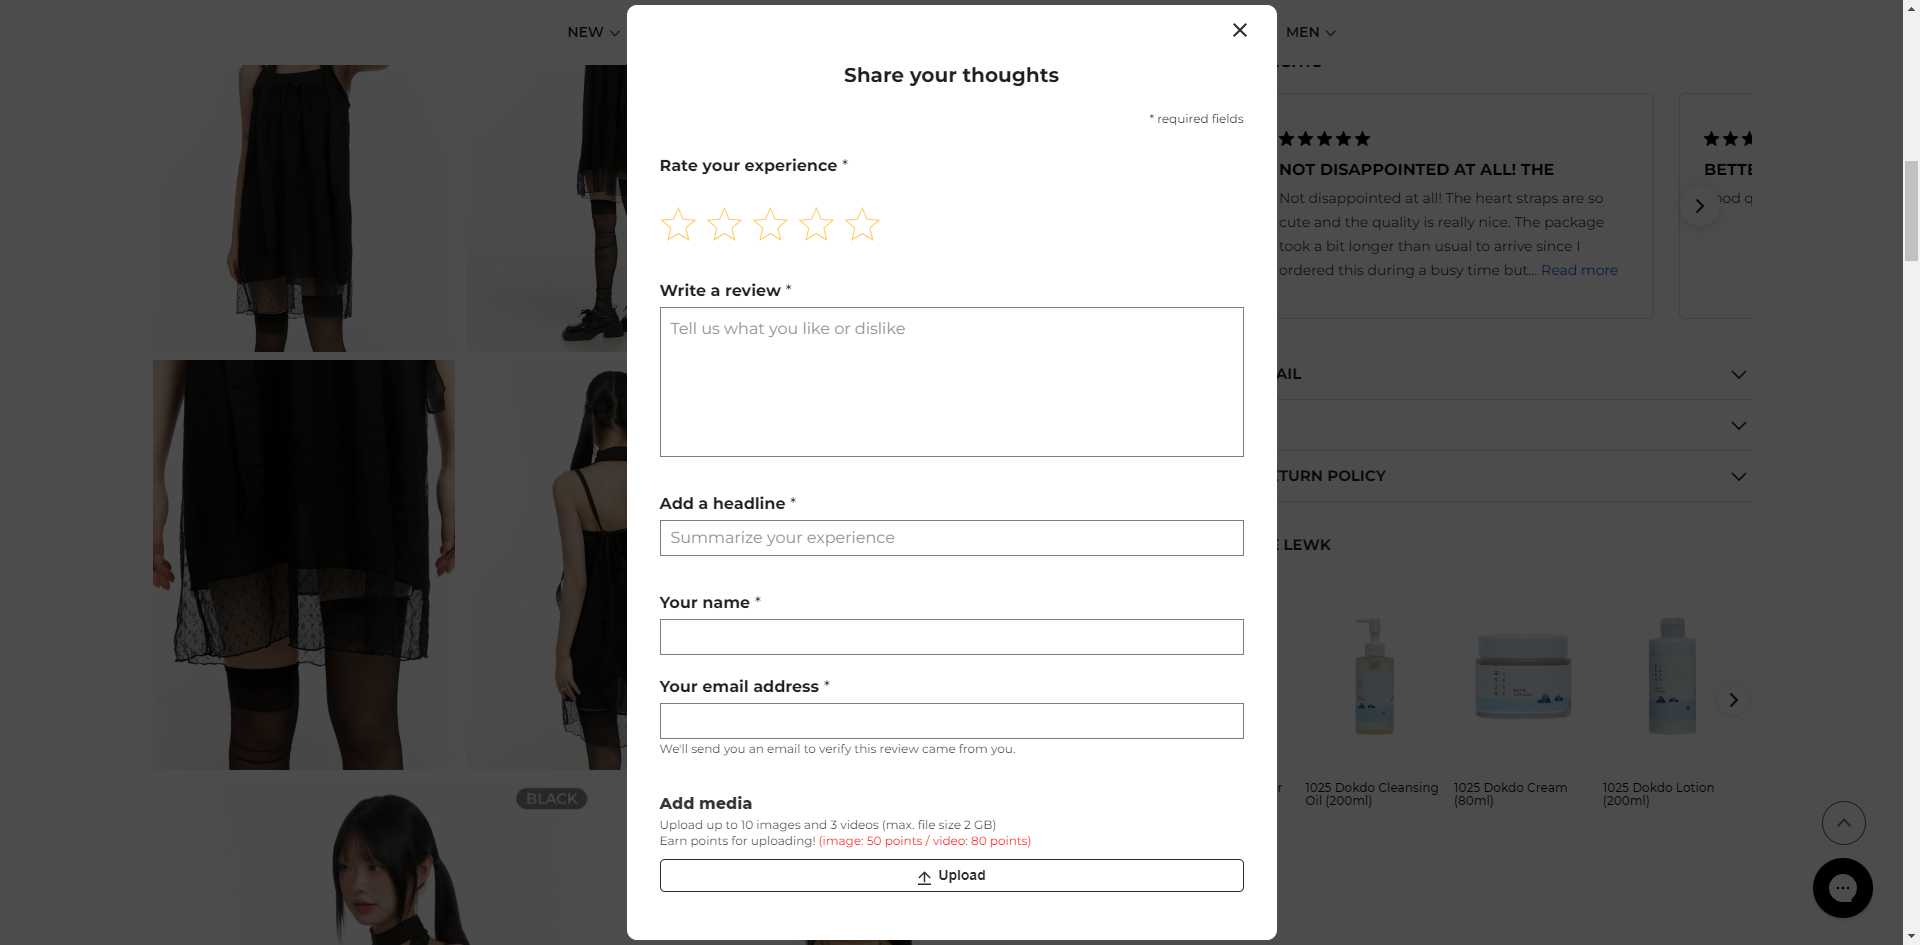 NEW
MEN
Share your thoughts
* required fields
Rate your experience *
Write a review *
Tell us what you like or dislike
Add a headline *
Summarize your experience
Your name *
Your email address *
We'll send you an email to verify this review came from you.
Add media
Upload up to 10 images and 3 videos (max. file size 2 GB)
Earn points for uploading! (image: 50 points / video: 80 points)
Upload
NOT DISAPPOINTED AT ALL! THE
Not disappointed at all! The heart straps are so
cute and the quality is really nice. The package
took a bit longer than usual to arrive since I
ordered this during a busy time but... Read more
POLICY
LEWK
1025 Dokdo Cleansing
Oil (200ml)
1025 Dokdo Cream
(80ml)
1025 Dokdo Lotion
(200ml)
BLACK